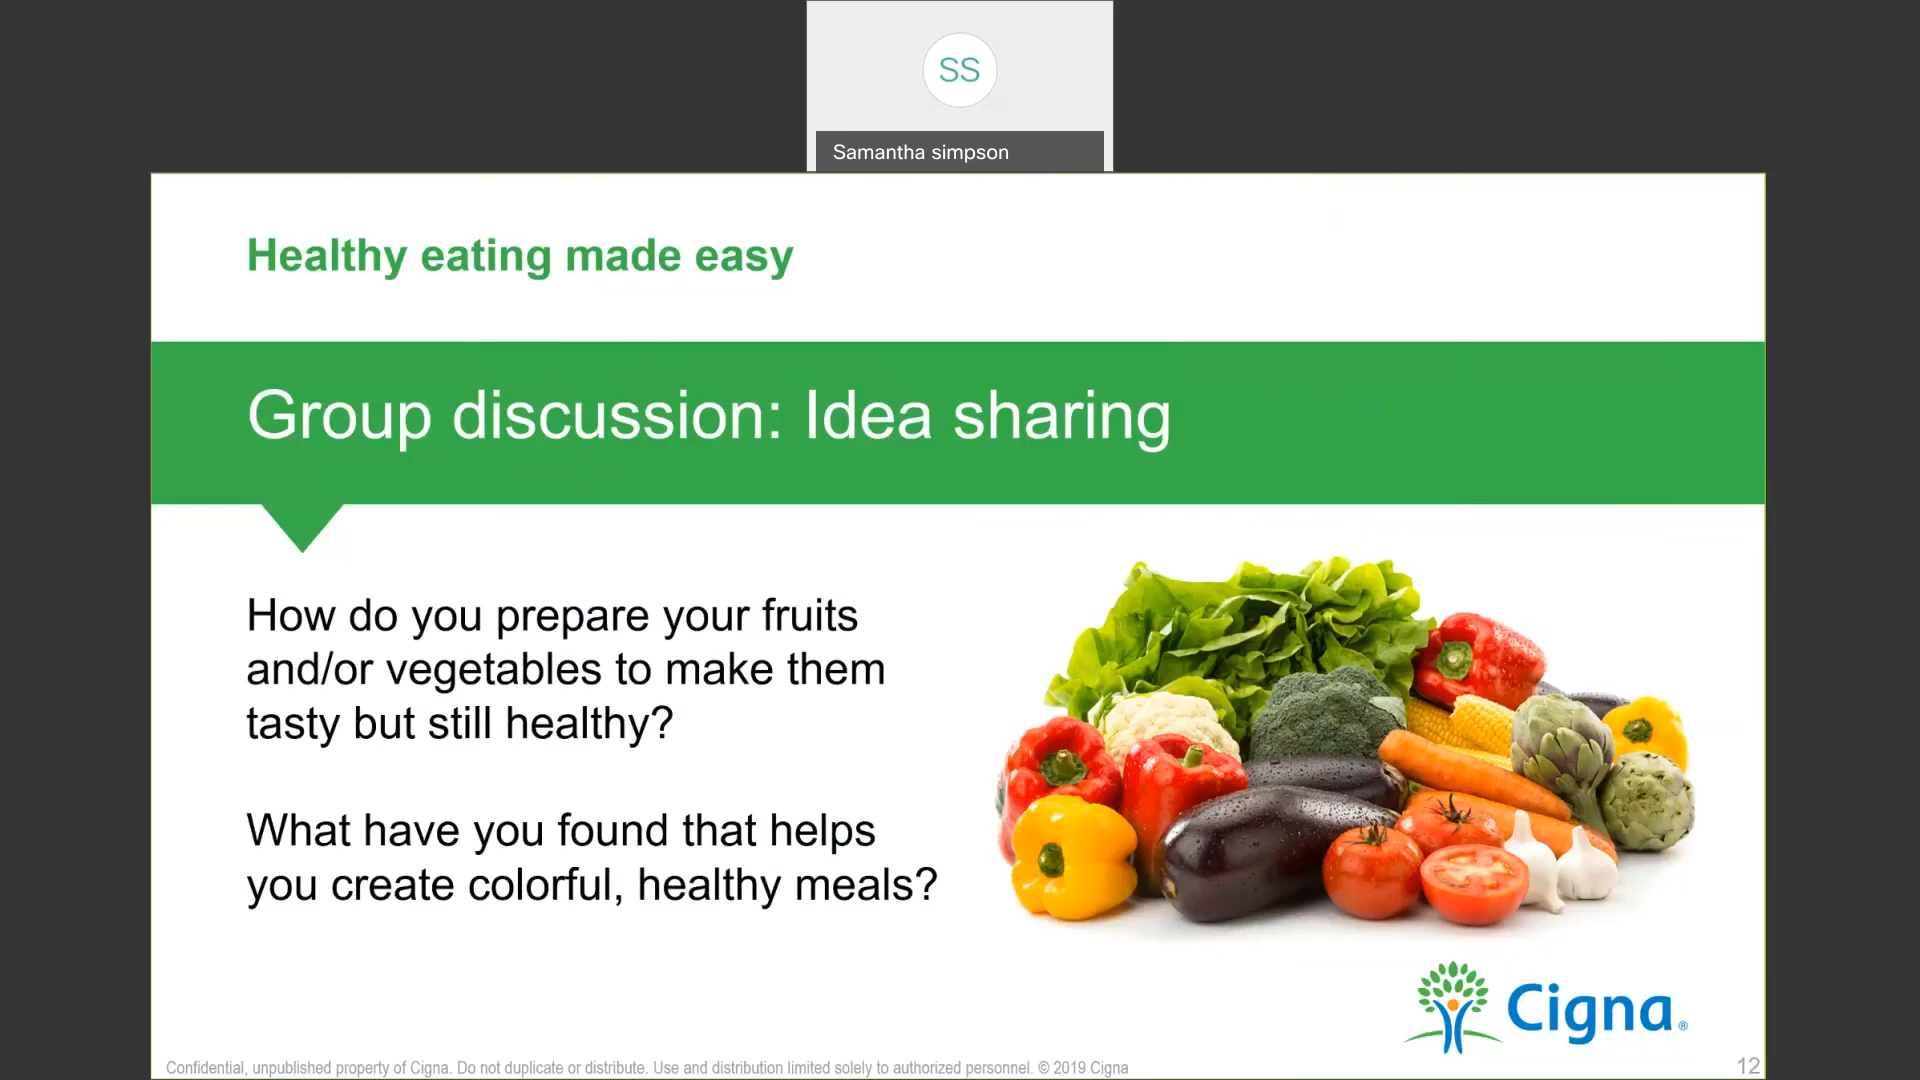 SS
Samantha simpson
Healthy eating made easy
Group discussion: Idea sharing
How do you prepare your fruits
and/or vegetables to make them
tasty but still healthy?
What have you found that helps
you create colorful, healthy meals?
Cigna®
Confidential, unpublished property of Cigna. Do not duplicate or distribute. Use and distribution limited solely to authorized personnel. © 2019 Cigna
12